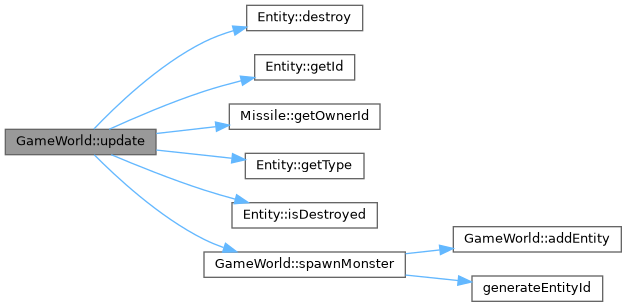 Entity::destroy
Entity::getId
Missile::getOwnerId
GameWorld::update
Entity::getType
Entity::isDestroyed
GameWorld::spawnMonster
GameWorld::addEntity
generateEntityId